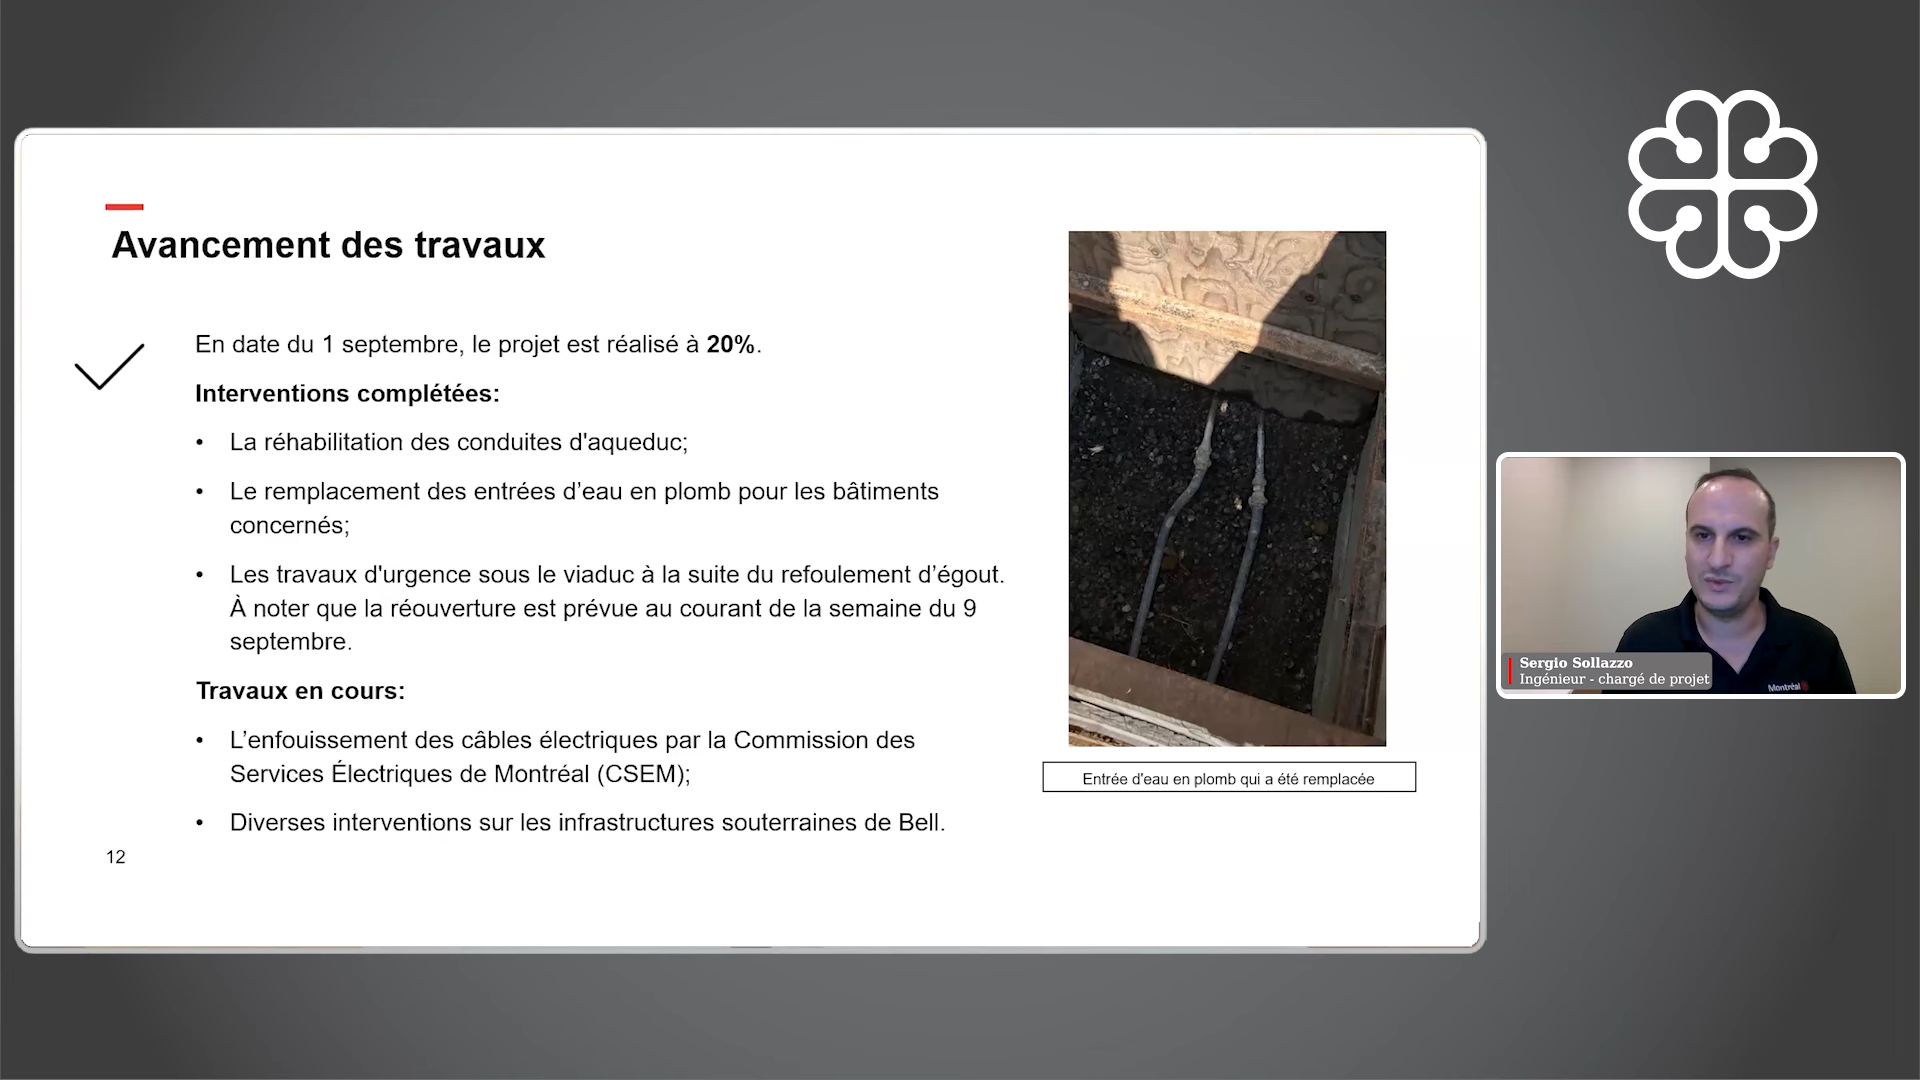 Avancement des travaux
En date du 1 septembre, le projet est réalisé à 20%.
Interventions complétées:
• La réhabilitation des conduites d'aqueduc;
• Le remplacement des entrées d’eau en plomb pour les bâtiments
concernés;
• Les travaux d'urgence sous le viaduc à la suite du refoulement d’égout.
À noter que la réouverture est prévue au courant de la semaine du 9
septembre.
Travaux en cours:
• L’enfouissement des câbles électriques par la Commission des
Services Électriques de Montréal (CSEM);
• Diverses interventions sur les infrastructures souterraines de Bell.
12
Entrée d'eau en plomb qui a été remplacée
Sergio Sollazzo
Ingénieur - chargé de projet
Montréal